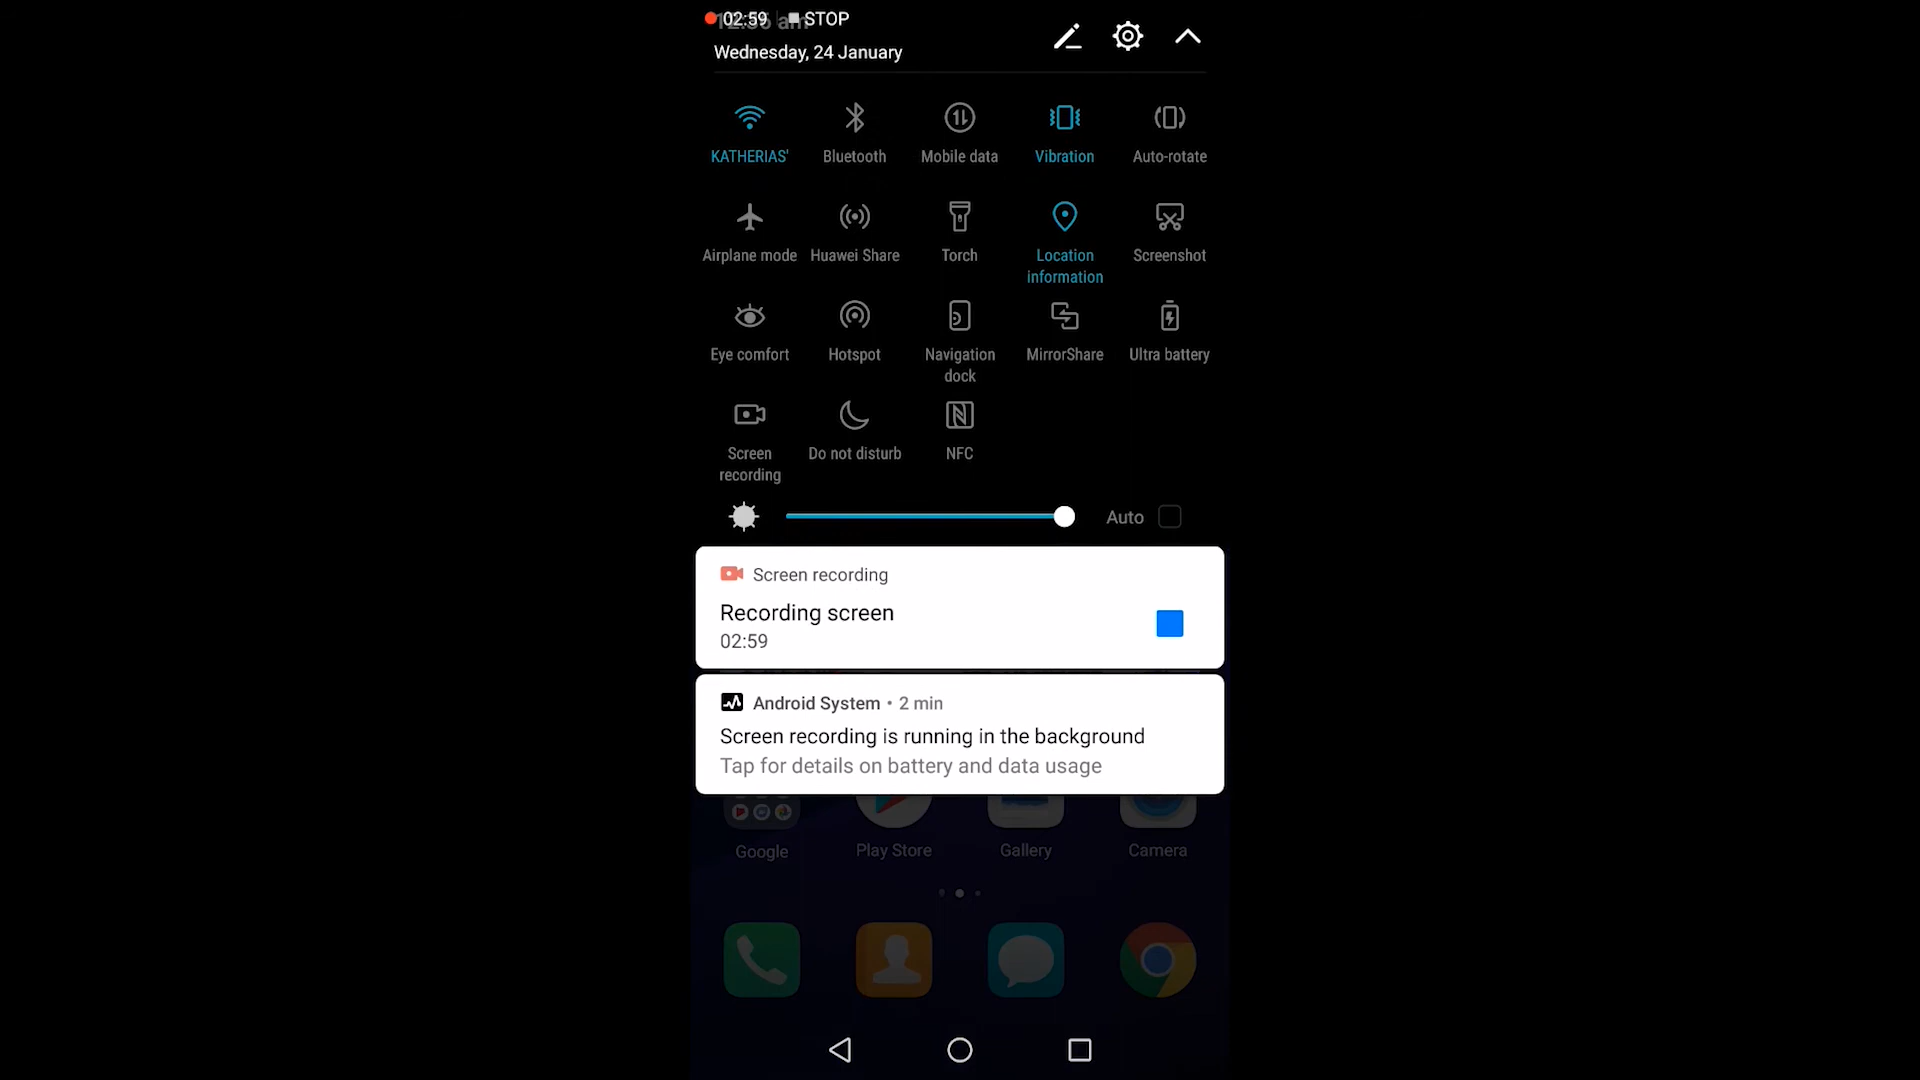 02:59 STOP
Wednesday, 24 January
KATHERIAS' Bluetooth Mobile data Vibration Auto-rotate
Airplane mode Huawei Share Torch Location information Screenshot
Eye comfort Hotspot Navigation dock MirrorShare Ultra battery
Screen recording Do not disturb NFC
Auto
Screen recording
Recording screen
02:59
Android System • 2 min
Screen recording is running in the background
Tap for details on battery and data usage
Google Play Store Gallery Camera